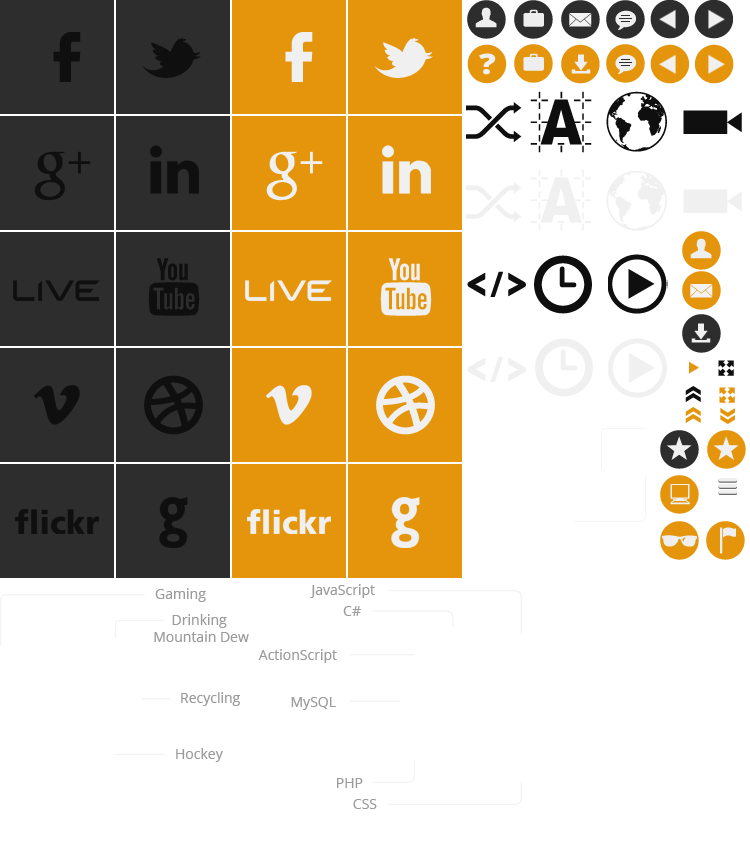 f
f
g+
in
g+
in
LIVE
You
Tube
LIVE
You
Tube
v
v
flickr
g
flickr
g
?
A
A
</>
</>
Gaming
JavaScript
C#
Drinking
Mountain Dew
ActionScript
Recycling
MySQL
Hockey
PHP
CSS